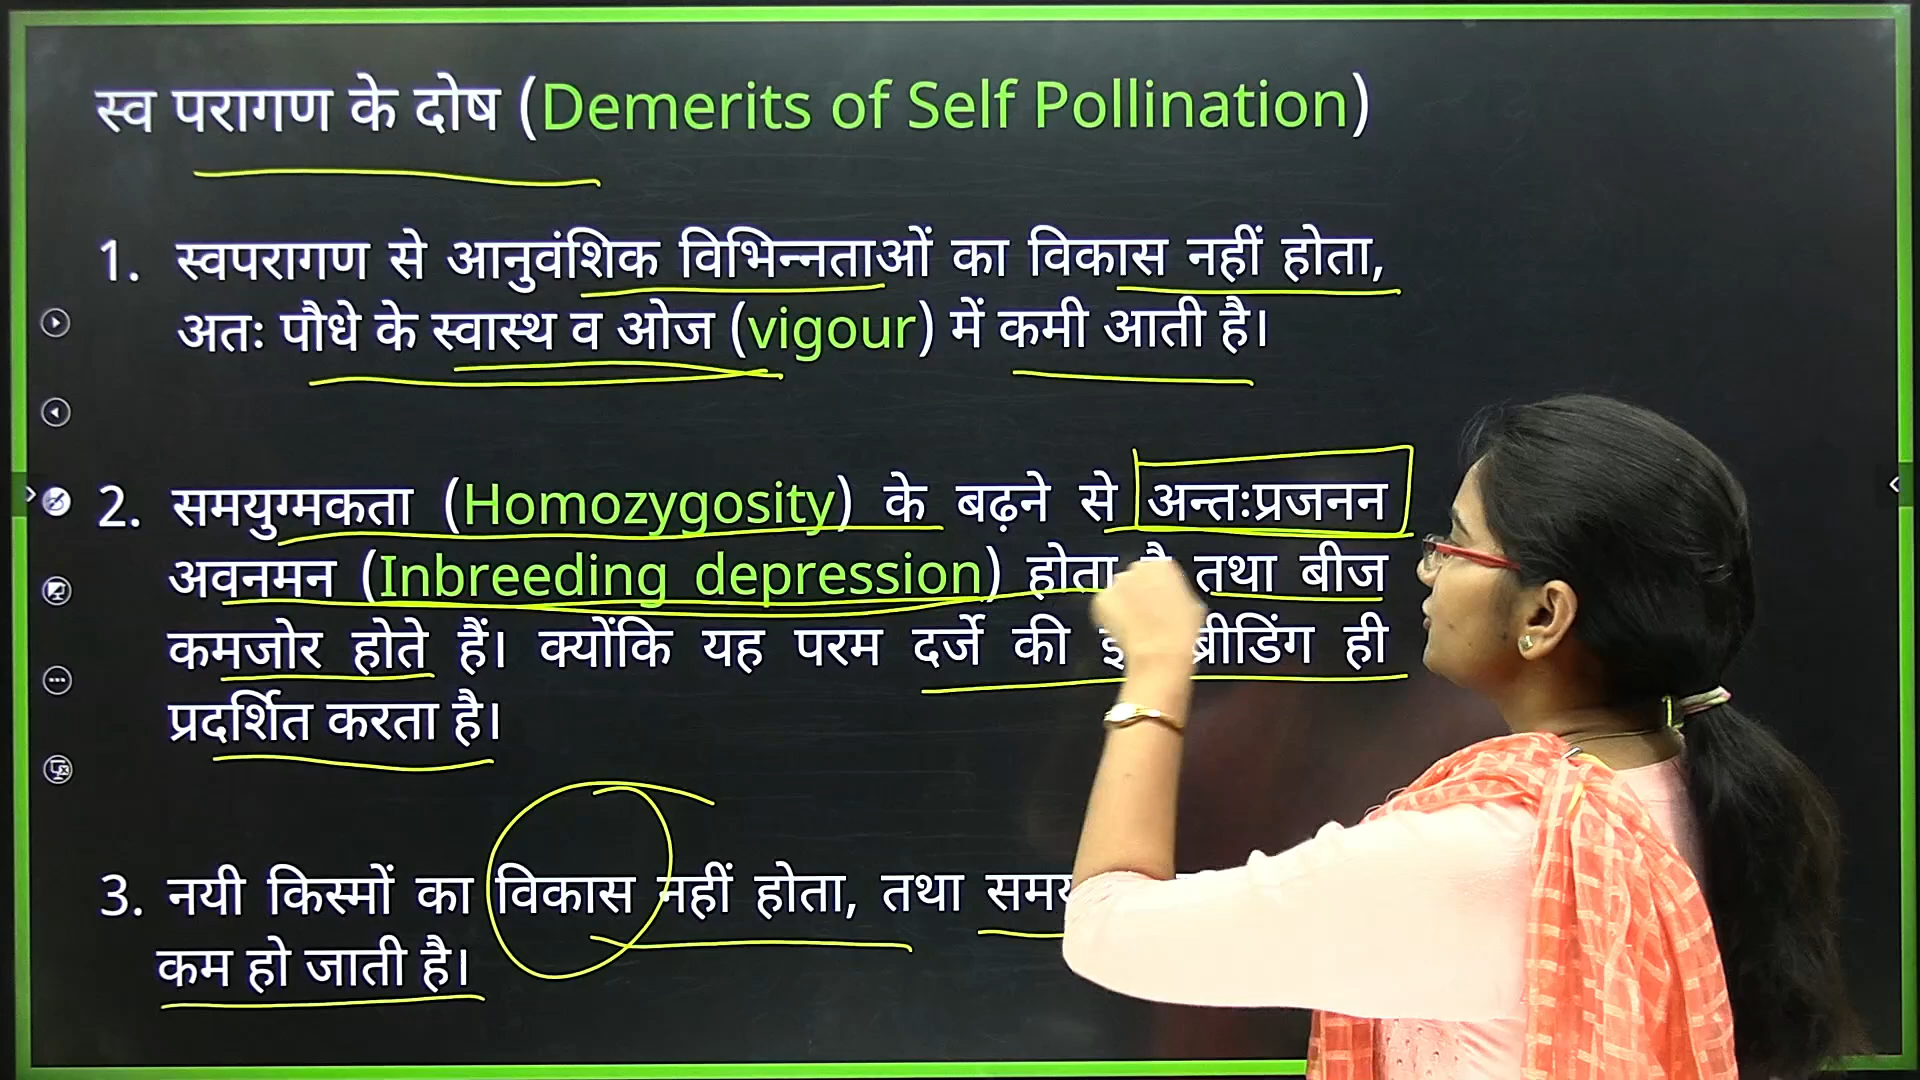 स्व परागण के दोष (Demerits of Self Pollination)
1. स्वपरागण से आनुवंशिक विभिन्नताओं का विकास नहीं होता,
अतः पौधे के स्वास्थ व ओज (vigour) में कमी आती है।
2. समयुग्मकता (Homozygosity) के बढ़ने से अन्तःप्रजनन
अवनमन (Inbreeding depression) होता है तथा बीज
कमजोर होते हैं। क्योंकि यह परम दर्जे की ही
प्रदर्शित करता है।
3. नयी किस्मों का विकास नहीं होता, तथा
कम हो जाती है।